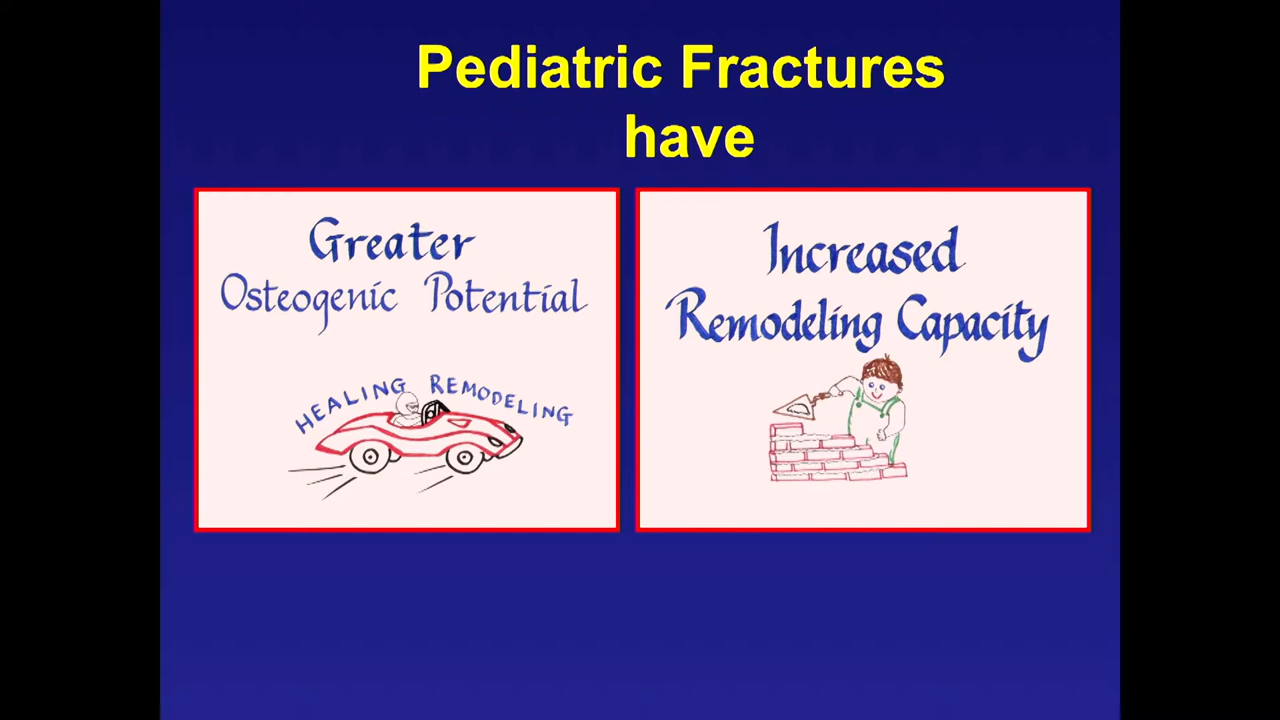 Pediatric Fractures
have
Greater
Osteogenic Potential
HEALING REMODELING
Increased
Remodeling Capacity